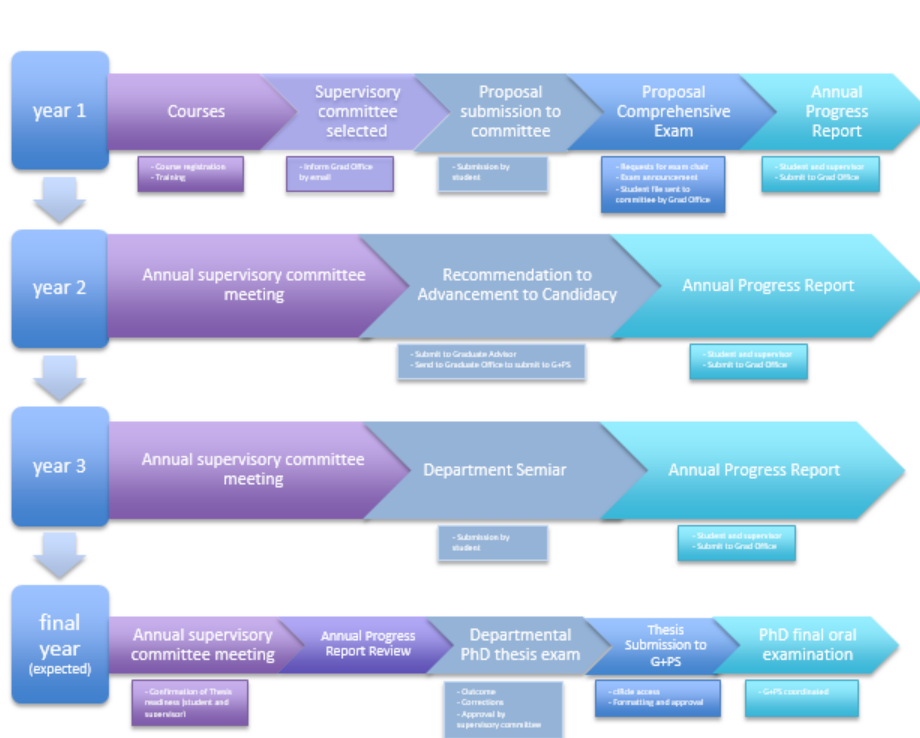 year 1
Courses
Supervisory
committee
selected
Proposal
submission to
committee
Proposal
Comprehensive
Exam
Annual
Progress
Report
- Course registration
- Training
- Inform Grad Office
by email
- Submission by
student
- Requests for exam chair
- Exam announcement
- Student file sent to
committee by Grad Office
- Student and supervisor
- Submit to Grad Office
year 2
Annual supervisory committee
meeting
Recommendation to
Advancement to Candidacy
Annual Progress Report
- Submit to Graduate Advisor
- Send to Graduate Office to submit to G+PS
- Student and supervisor
- Submit to Grad Office
year 3
Annual supervisory committee
meeting
Department Semiar
Annual Progress Report
- Submission by
student
- Student and supervisor
- Submit to Grad Office
final
year
(expected)
Annual supervisory
committee meeting
Annual Progress
Report Review
Departmental
PhD thesis exam
Thesis
Submission to
G+PS
PhD final oral
examination
- Confirmation of Thesis
readiness (student and
supervisor)
- Outcome
- Corrections
- Approval by
supervisory committee
- cIRcle access
- Formatting and approval
- G+PS coordinated